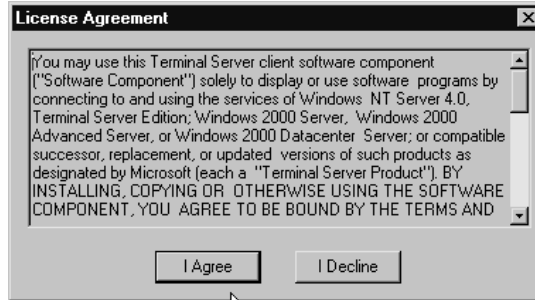 License Agreement
You may use this Terminal Server client software component
("Software Component") solely to display or use software programs by
connecting to and using the services of Windows NT Server 4.0,
Terminal Server Edition; Windows 2000 Server, Windows 2000
Advanced Server, or Windows 2000 Datacenter Server; or compatible
successor, replacement, or updated versions of such products as
designated by Microsoft (each a "Terminal Server Product"). BY
INSTALLING, COPYING OR OTHERWISE USING THE SOFTWARE
COMPONENT, YOU AGREE TO BE BOUND BY THE TERMS AND
I Agree
I Decline